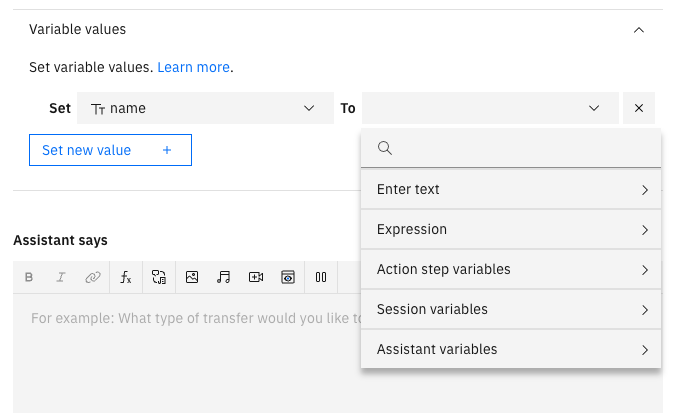 Variable values
Set variable values. Learn more.
Set name To
Set new value +
Enter text
Expression
Action step variables
Session variables
Assistant variables
Assistant says
B I fx
For example: What type of transfer would you like to